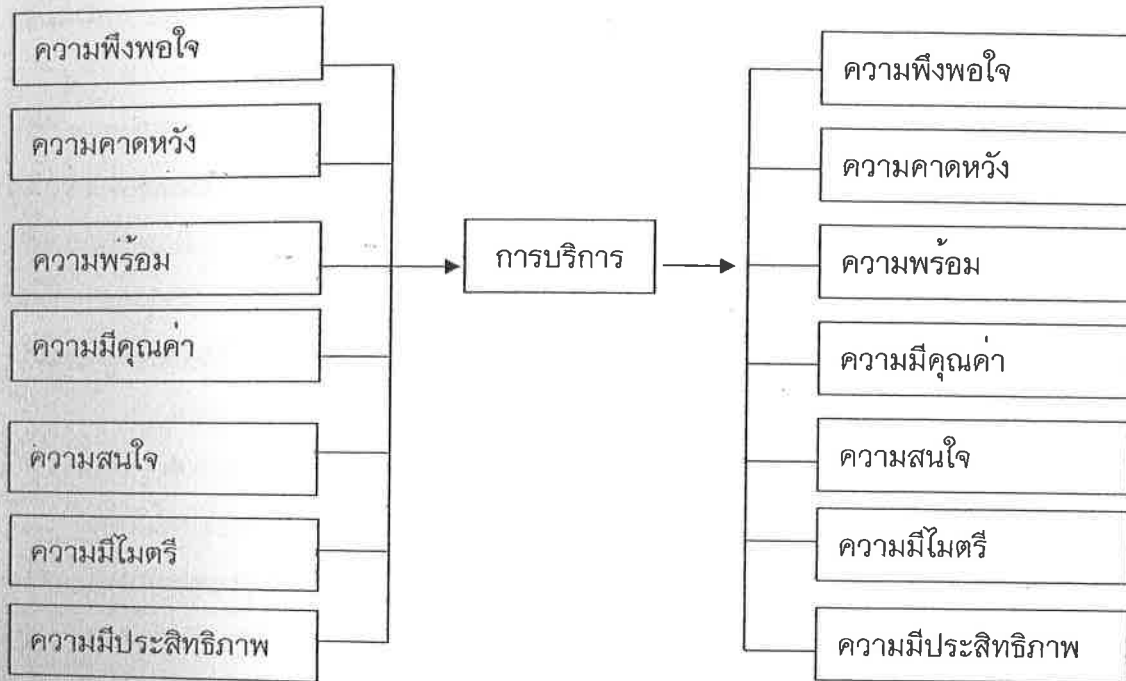 ความพึงพอใจ
ความคาดหวัง
ความพร้อม
ความมีคุณค่า
ความสนใจ
ความมีไมตรี
ความมีประสิทธิภาพ
การบริการ
ความพึงพอใจ
ความคาดหวัง
ความพร้อม
ความมีคุณค่า
ความสนใจ
ความมีไมตรี
ความมีประสิทธิภาพ